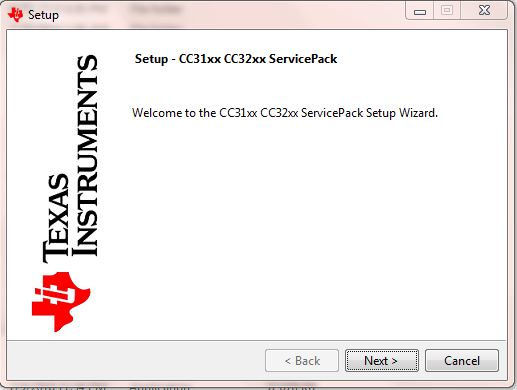 Setup
Setup - CC31xx CC32xx ServicePack
Welcome to the CC31xx CC32xx ServicePack Setup Wizard.
TEXAS
INSTRUMENTS
< Back
Next >
Cancel